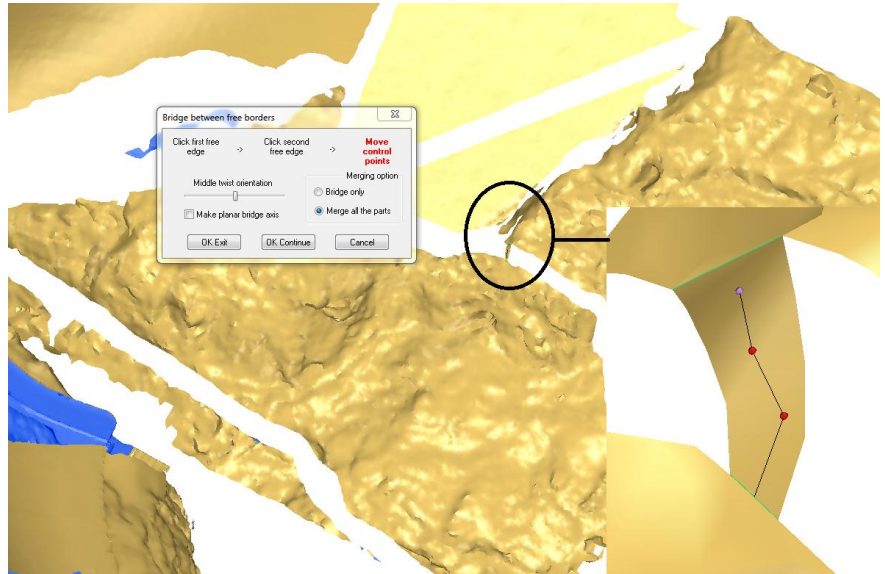 Bridge between free borders
Click first free
edge
->
Click second
free edge
->
Move
control
points
Middle twist orientation
Merging option
Bridge only
Make planar bridge axis
Merge all the parts
OK Exit
OK Continue
Cancel